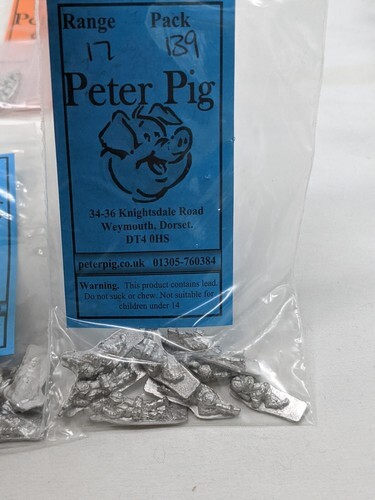 Range Pack
17 139
Peter Pig
34-36 Knightsdale Road
Weymouth, Dorset.
DT4 0HS
peterpig.co.uk 01305-760384
Warning. This product contains lead.
Do not suck or chew. Not suitable for
children under 14